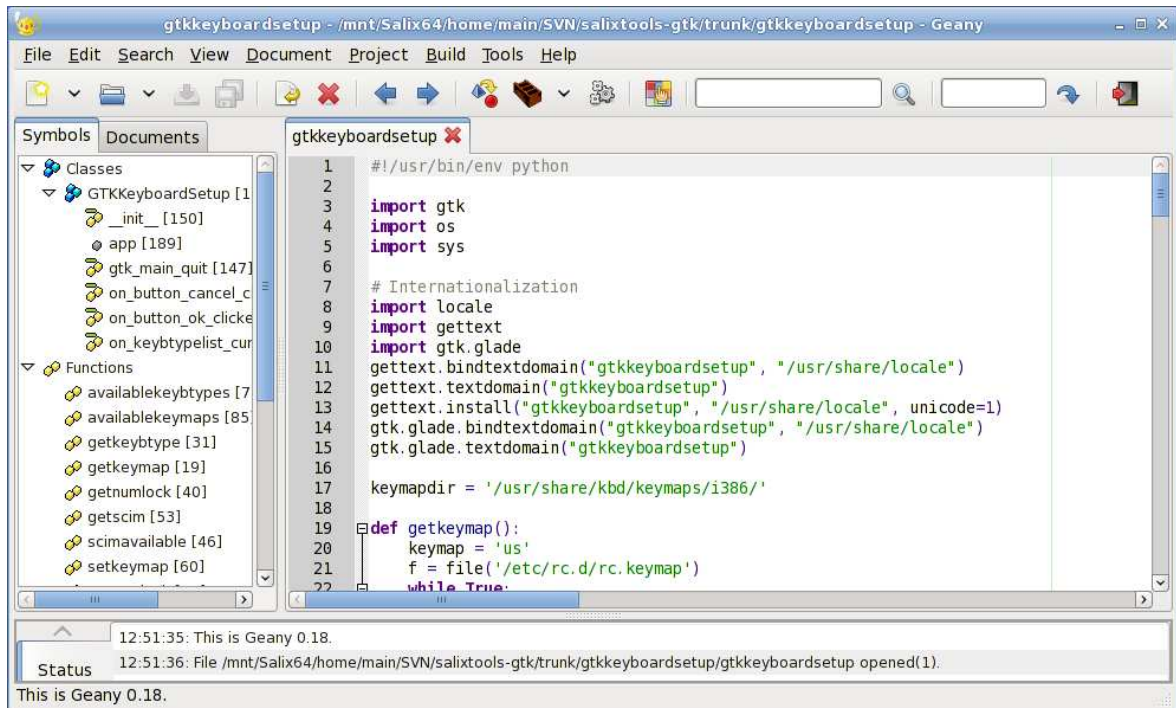 gtkkeyboardsetup - /mnt/Salix64/home/main/SVN/salixtools-gtk/trunk/gtkkeyboardsetup - Geany
File Edit Search View Document Project Build Tools Help
Symbols Documents
gtkkeyboardsetup
Classes
GTKKeyboardSetup [1
__init__ [150]
app [189]
gtk_main_quit [147]
on_button_cancel_c
on_button_ok_clicke
on_keybtypelist_cur
Functions
availablekeybtypes [7
availablekeymaps [85]
getkeybtype [31]
getkeymap [19]
getnumlock [40]
getscim [53]
scimavailable [46]
setkeymap [60]
1 #!/usr/bin/env python
2
3 import gtk
4 import os
5 import sys
6
7 # Internationalization
8 import locale
9 import gettext
10 import gtk.glade
11 gettext.bindtextdomain("gtkkeyboardsetup", "/usr/share/locale")
12 gettext.textdomain("gtkkeyboardsetup")
13 gettext.install("gtkkeyboardsetup", "/usr/share/locale", unicode=1)
14 gtk.glade.bindtextdomain("gtkkeyboardsetup", "/usr/share/locale")
15 gtk.glade.textdomain("gtkkeyboardsetup")
16
17 keymapdir = '/usr/share/kbd/keymaps/i386/'
18
19 def getkeymap():
20 keymap = 'us'
21 f = file('/etc/rc.d/rc.keymap')
22 while True:
Status
12:51:35: This is Geany 0.18.
12:51:36: File /mnt/Salix64/home/main/SVN/salixtools-gtk/trunk/gtkkeyboardsetup/gtkkeyboardsetup opened(1).
This is Geany 0.18.